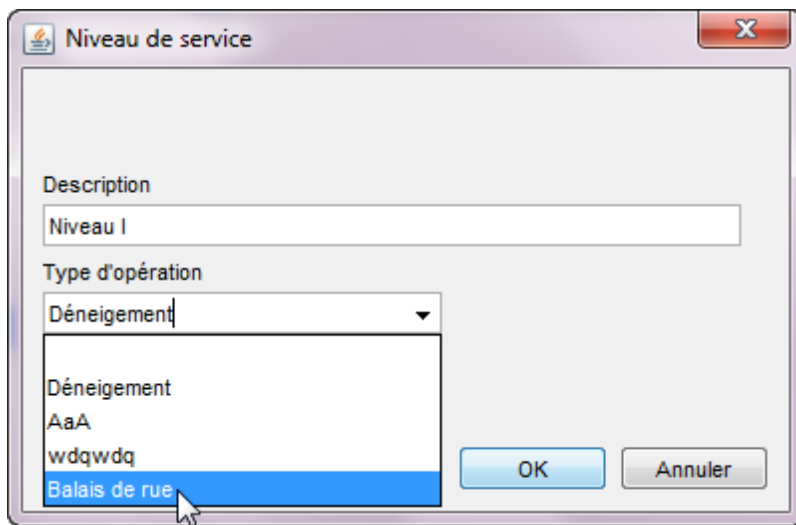 Niveau de service
Description
Niveau I
Type d'opération
Déneigement
Déneigement
AaA
wdqwdq
Balais de rue
OK
Annuler